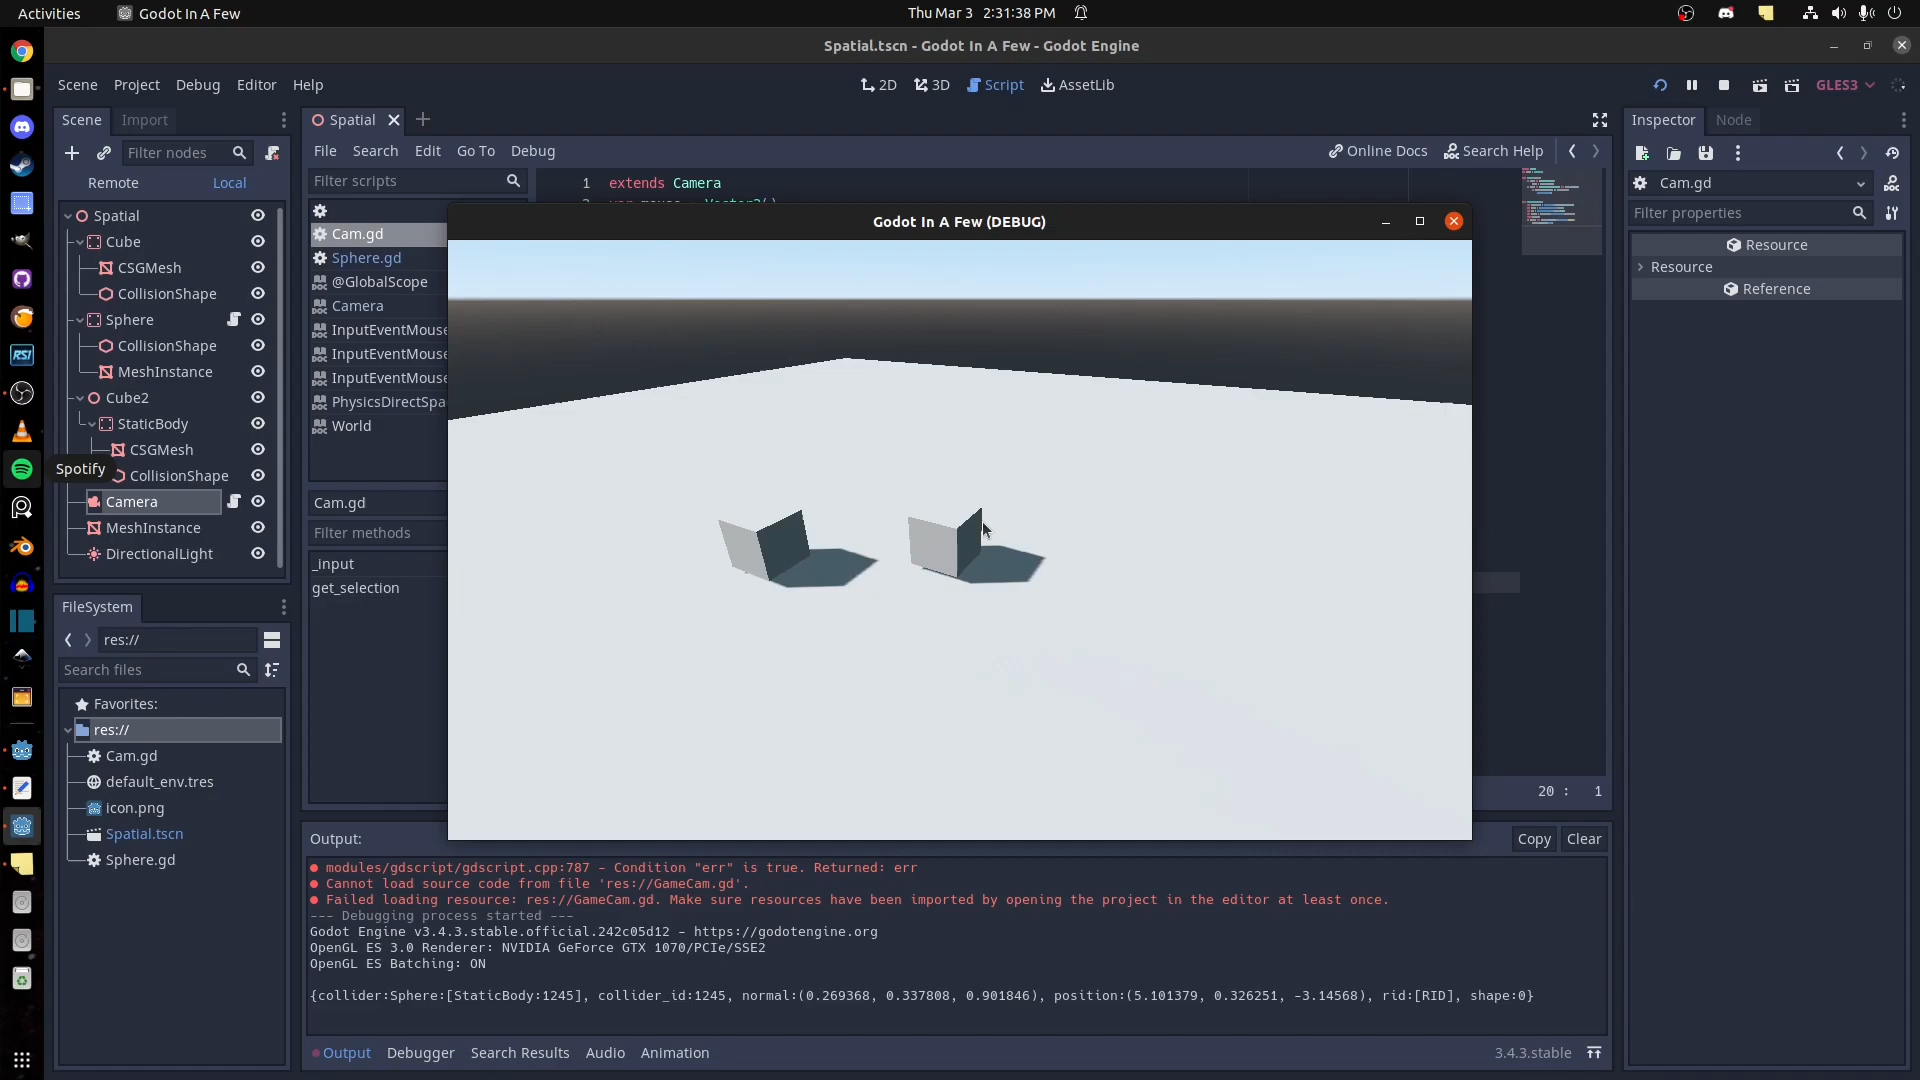 Activities
Godot In A Few
Thu Mar 3 2:31:38 PM
Spatial.tscn - Godot In A Few - Godot Engine
Scene Project Debug Editor Help
2D 3D Script AssetLib
GLES3
Scene Import
Spatial
Inspector Node
Filter nodes
File Search Edit Go To Debug
Online Docs Search Help
Remote Local
Filter scripts
1 extends Camera
Cam.gd
Filter properties
Resource
Resource
Reference
Spatial
Cube
CSGMesh
CollisionShape
Sphere
CollisionShape
MeshInstance
Cube2
StaticBody
CSGMesh
CollisionShape
Camera
MeshInstance
DirectionalLight
Spotify
RSI
Cam.gd
Sphere.gd
@GlobalScope
Camera
InputEventMouse
InputEventMouse
InputEventMouse
PhysicsDirectSpa
World
Cam.gd
Filter methods
_input
get_selection
Godot In A Few (DEBUG)
20 : 1
FileSystem
res://
Search files
Favorites:
res://
Cam.gd
default_env.tres
icon.png
Spatial.tscn
Sphere.gd
Output:
Copy Clear
modules/gdscript/gdscript.cpp:787 - Condition "err" is true. Returned: err
Cannot load source code from file 'res://GameCam.gd'.
Failed loading resource: res://GameCam.gd. Make sure resources have been imported by opening the project in the editor at least once.
--- Debugging process started ---
Godot Engine v3.4.3.stable.official.242c05d12 - https://godotengine.org
OpenGL ES 3.0 Renderer: NVIDIA GeForce GTX 1070/PCIe/SSE2
OpenGL ES Batching: ON
{collider:Sphere:[StaticBody:1245], collider_id:1245, normal:(0.269368, 0.337808, 0.901846), position:(5.101379, 0.326251, -3.14568), rid:[RID], shape:0}
Output Debugger Search Results Audio Animation
3.4.3.stable